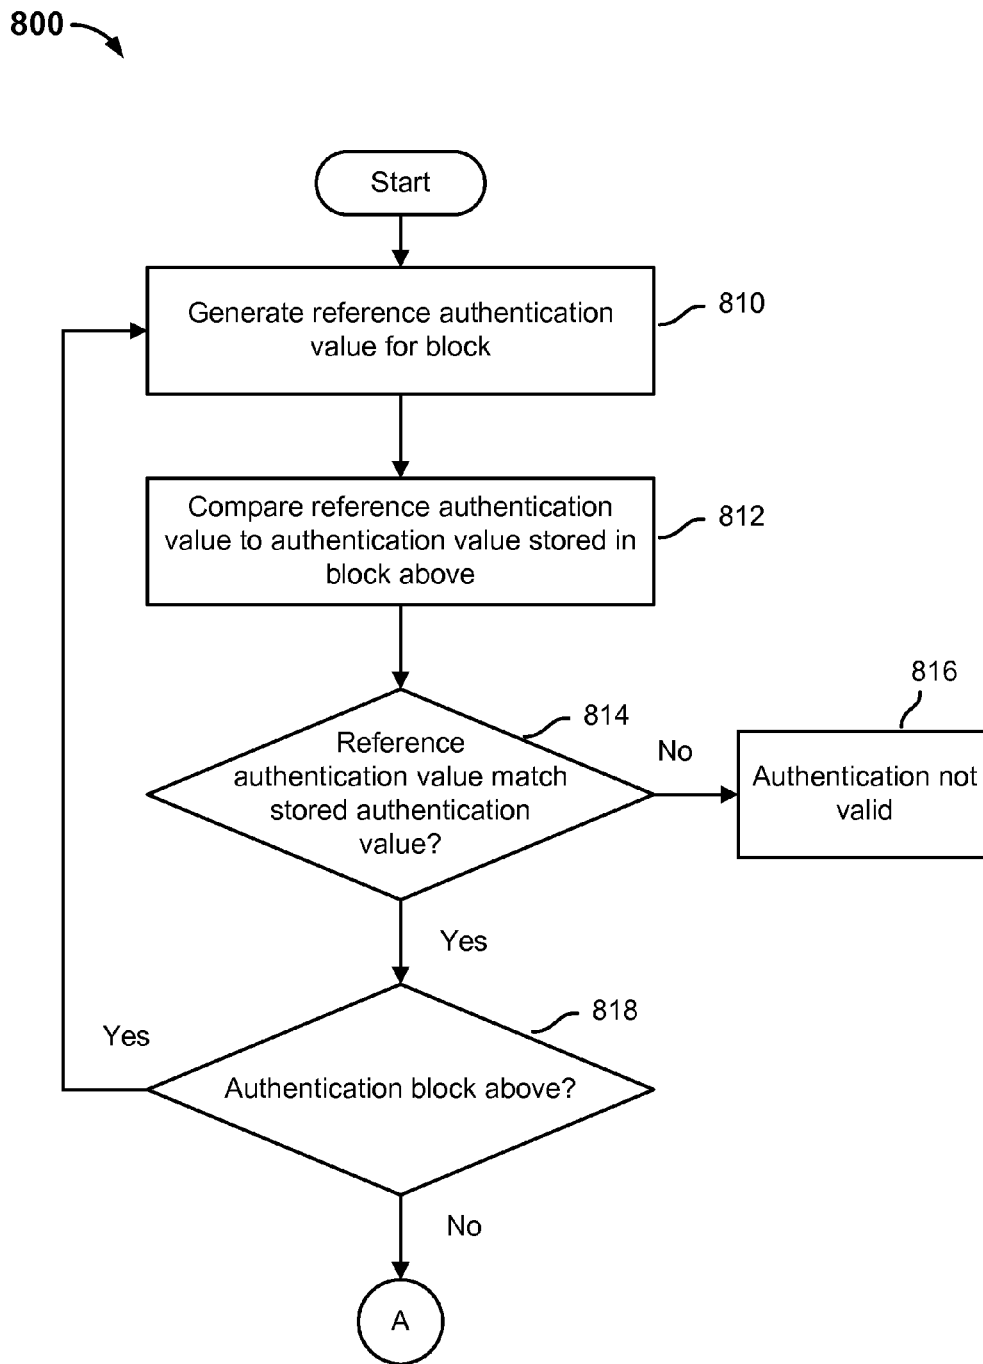 800
Start
Generate reference authentication
value for block
810
Compare reference authentication
value to authentication value stored in
block above
812
816
814
Reference
authentication value match
stored authentication
value?
No
Authentication not
valid
Yes
818
Yes
Authentication block above?
No
A